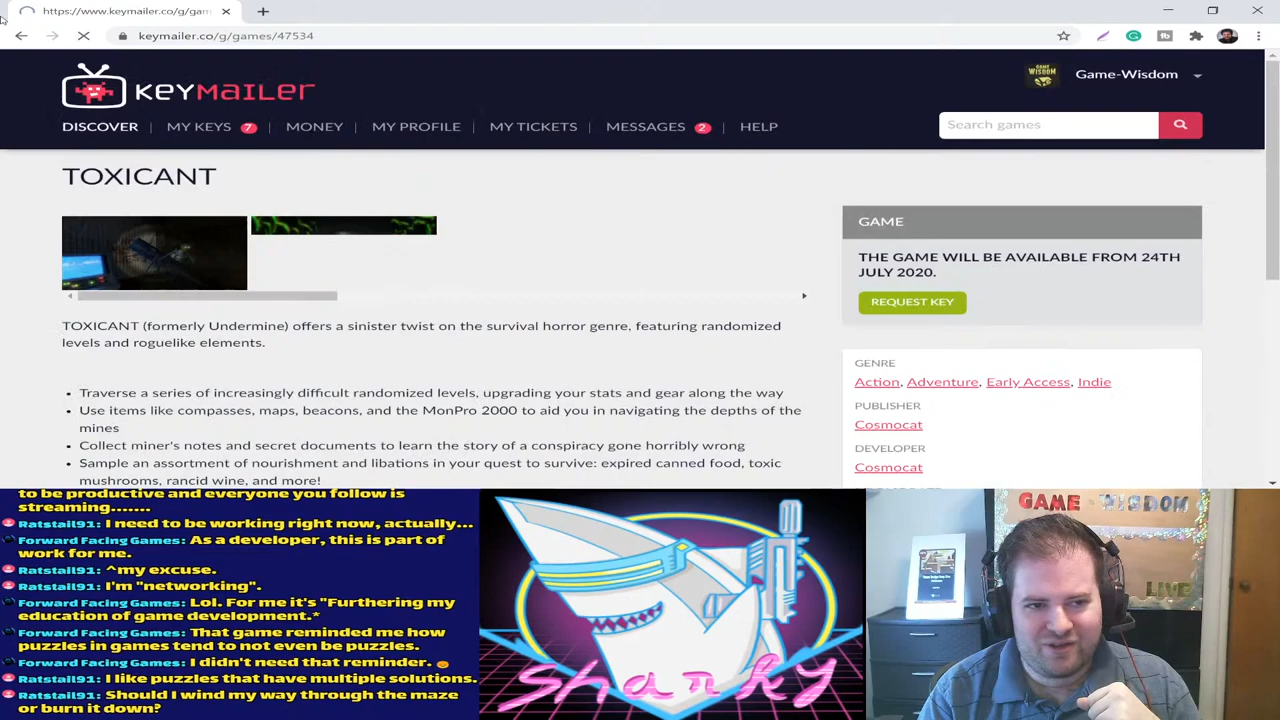 https://www.keymailer.co/g/gam
keymailer.co/g/games/47534
KEYMAILER
GAME WISDOM
Game-Wisdom
DISCOVER
MY KEYS 7
MONEY
MY PROFILE
MY TICKETS
MESSAGES 2
HELP
Search games
TOXICANT
TOXICANT (formerly Undermine) offers a sinister twist on the survival horror genre, featuring randomized
levels and roguelike elements.
• Traverse a series of increasingly difficult randomized levels, upgrading your stats and gear along the way
• Use items like compasses, maps, beacons, and the MonPro 2000 to aid you in navigating the depths of the
mines
• Collect miner's notes and secret documents to learn the story of a conspiracy gone horribly wrong
• Sample an assortment of nourishment and libations in your quest to survive: expired canned food, toxic
mushrooms, rancid wine, and more!
GAME
THE GAME WILL BE AVAILABLE FROM 24TH
JULY 2020.
REQUEST KEY
GENRE
Action, Adventure, Early Access, Indie
PUBLISHER
Cosmocat
DEVELOPER
Cosmocat
to be productive and everyone you follow is
streaming.......
Ratstail91: I need to be working right now, actually...
Forward Facing Games: As a developer, this is part of
work for me.
Ratstail91: ^my excuse.
Ratstail91: I'm "networking".
Forward Facing Games: Lol. For me it's "Furthering my
education of game development.*
Forward Facing Games: That game reminded me how
puzzles in games tend to not even be puzzles.
Forward Facing Games: I didn't need that reminder.
Ratstail91: I like puzzles that have multiple solutions.
Ratstail91: Should I wind my way through the maze
or burn it down?
Sharky
GAME WISDOM
LIVE